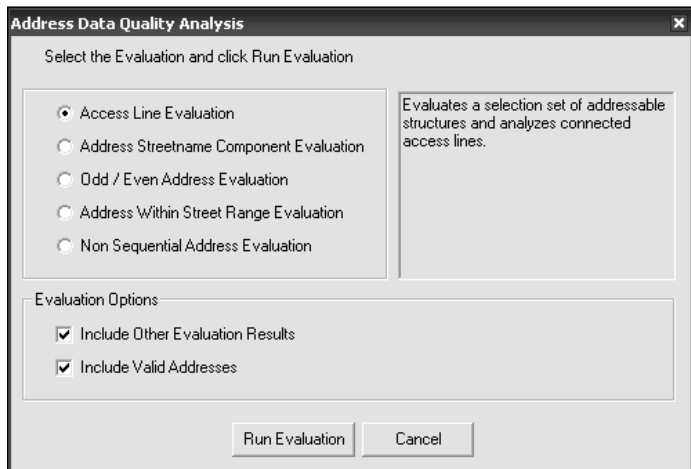 Address Data Quality Analysis
Select the Evaluation and click Run Evaluation
Access Line Evaluation
Address Streetname Component Evaluation
Odd / Even Address Evaluation
Address Within Street Range Evaluation
Non Sequential Address Evaluation
Evaluates a selection set of addressable
structures and analyzes connected
access lines.
Evaluation Options
Include Other Evaluation Results
Include Valid Addresses
Run Evaluation
Cancel